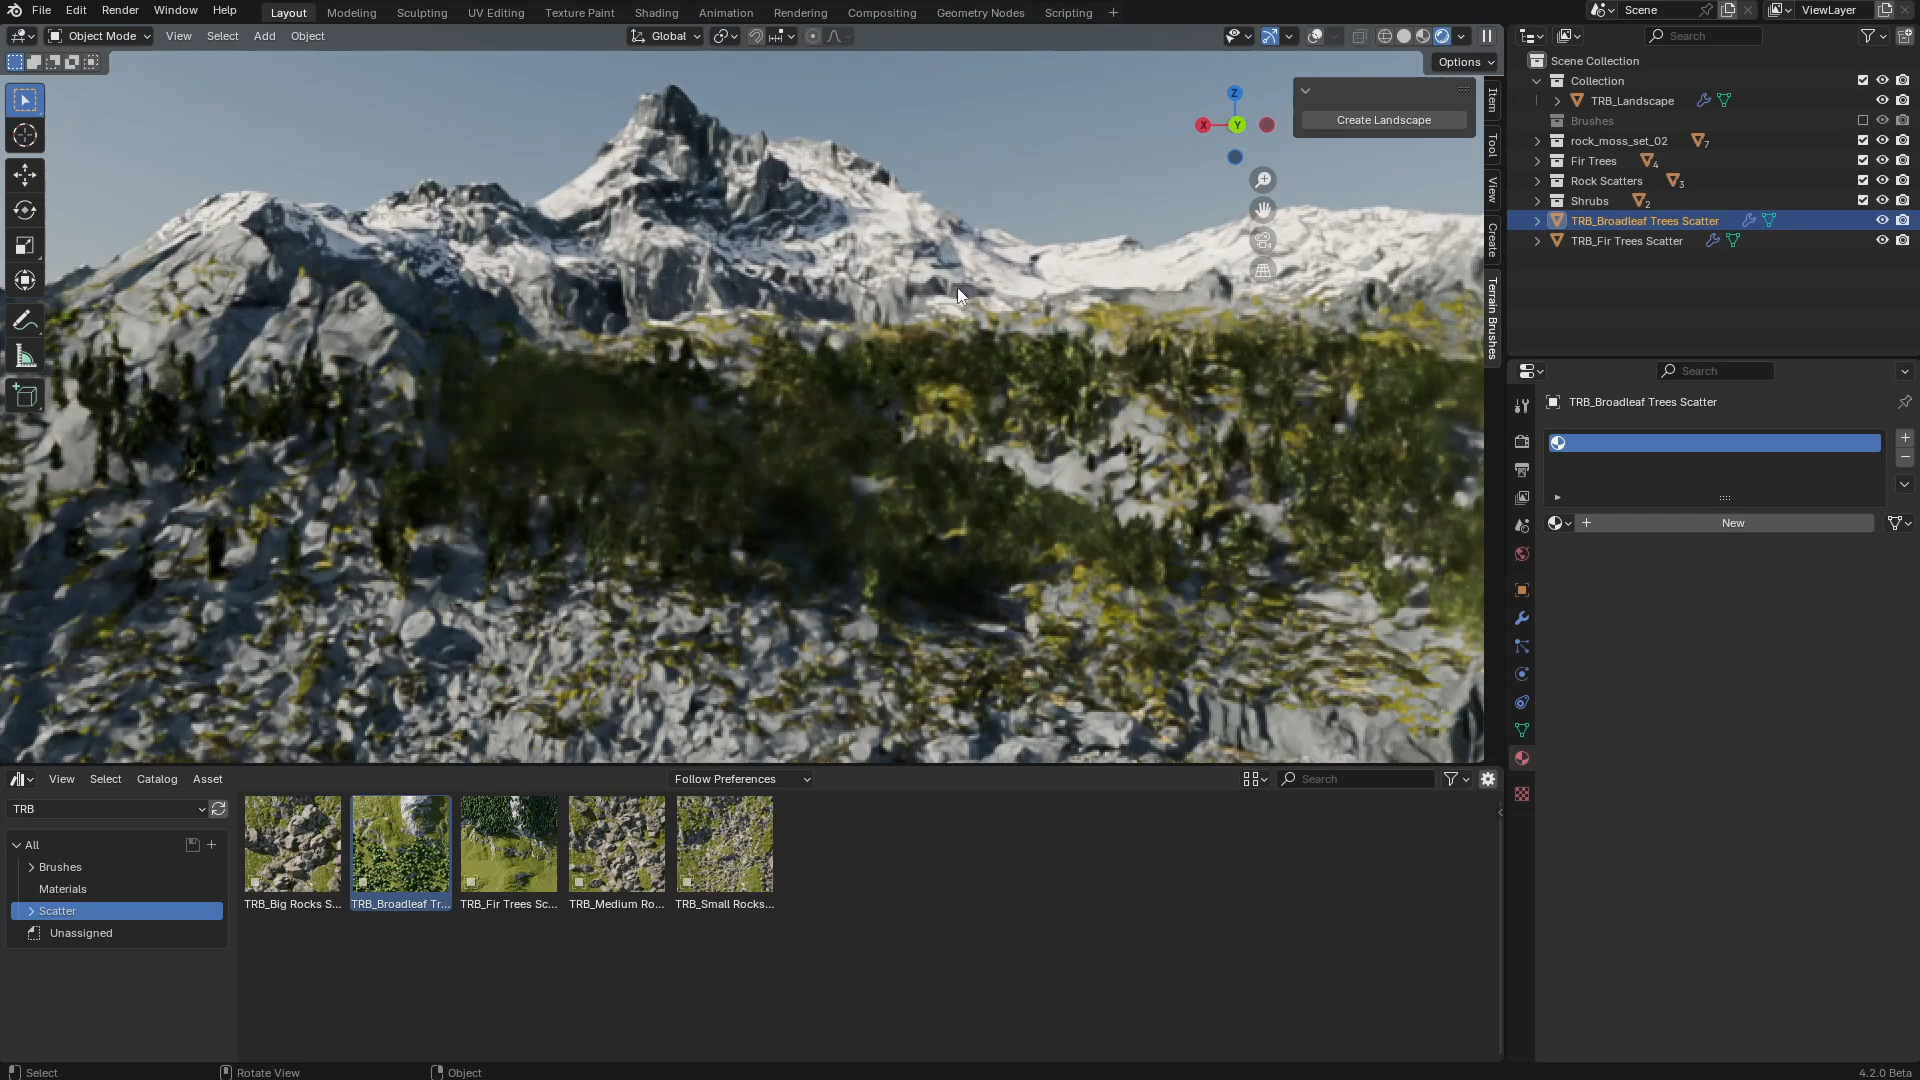 File Edit Render Window Help
Layout Modeling Sculpting UV Editing Texture Paint Shading Animation Rendering Compositing Geometry Nodes Scripting +
Scene
ViewLayer
Object Mode View Select Add Object
Global
Options
Create Landscape
Z
X
Y
Item
Tool
View
Create
Terrain Brushes
Search
Scene Collection
Collection
TRB_Landscape
Brushes
rock_moss_set_02 7
Fir Trees 4
Rock Scatters 3
Shrubs 2
TRB_Broadleaf Trees Scatter
TRB_Fir Trees Scatter
Search
TRB_Broadleaf Trees Scatter
New
View Select Catalog Asset
Follow Preferences
Search
TRB
All
Brushes
Materials
Scatter
Unassigned
TRB_Big Rocks S...
TRB_Broadleaf Tr...
TRB_Fir Trees Sc...
TRB_Medium Ro...
TRB_Small Rocks...
Select
Rotate View
Object
4.2.0 Beta